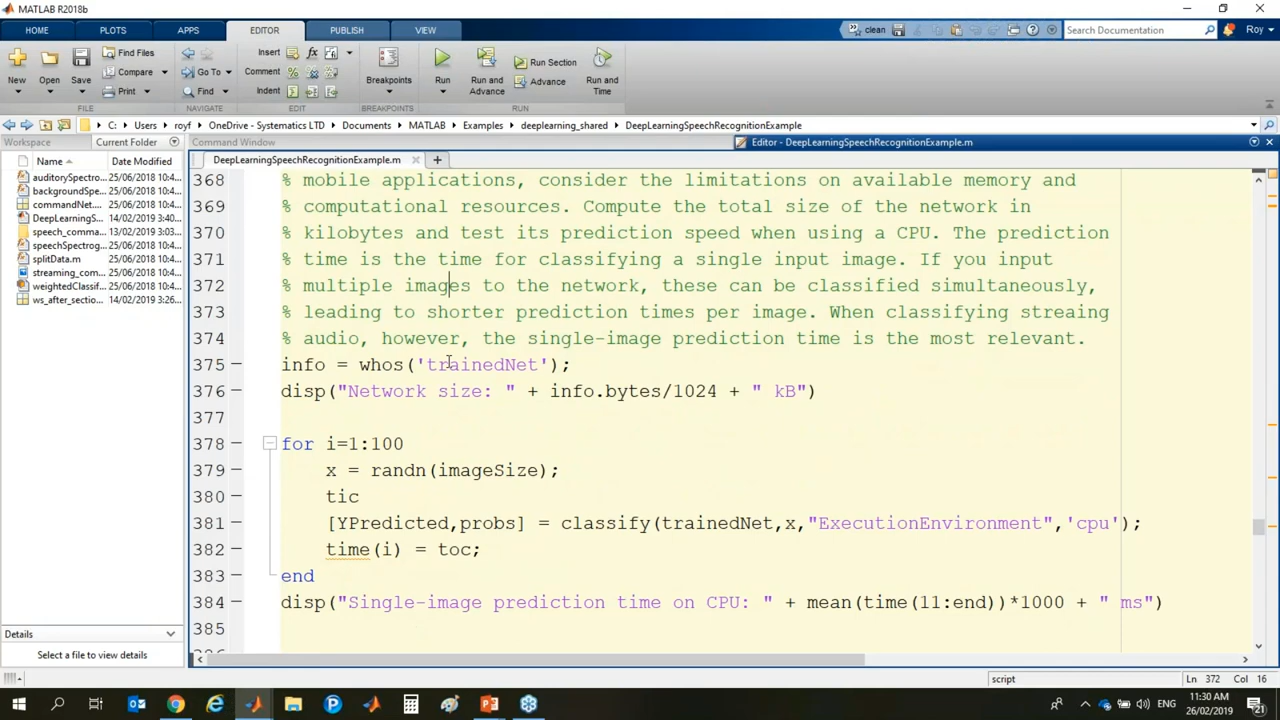 MATLAB R2018b
HOME PLOTS APPS EDITOR PUBLISH VIEW clean Search Documentation Roy
New Open Save Find Files Compare Print Go To Find Insert Comment Indent Breakpoints Run Run and Advance Run Section Advance Run and Time
FILE NAVIGATE EDIT BREAKPOINTS RUN
C: Users royf OneDrive - Systematics LTD Documents MATLAB Examples deeplearning_shared DeepLearningSpeechRecognitionExample
Workspace Current Folder Command Window Editor - DeepLearningSpeechRecognitionExample.m
Name Date Modified
auditorySpectro... 25/06/2018 10:4...
backgroundSpe... 25/06/2018 10:4...
commandNet.... 25/06/2018 10:4...
DeepLearningS... 14/02/2019 3:40...
speech_comma... 13/02/2019 3:03...
speechSpectrog... 25/06/2018 10:4...
splitData.m 25/06/2018 10:4...
streaming_com... 25/06/2018 10:4...
weightedClassif... 25/06/2018 10:4...
ws_after_sectio... 14/02/2019 3:39...
DeepLearningSpeechRecognitionExample.m
368 % mobile applications, consider the limitations on available memory and
369 % computational resources. Compute the total size of the network in
370 % kilobytes and test its prediction speed when using a CPU. The prediction
371 % time is the time for classifying a single input image. If you input
372 % multiple images to the network, these can be classified simultaneously,
373 % leading to shorter prediction times per image. When classifying streaing
374 % audio, however, the single-image prediction time is the most relevant.
375 info = whos('trainedNet');
376 disp("Network size: " + info.bytes/1024 + " kB")
377
378 for i=1:100
379 x = randn(imageSize);
380 tic
381 [YPredicted,probs] = classify(trainedNet,x,"ExecutionEnvironment",'cpu');
382 time(i) = toc;
383 end
384 disp("Single-image prediction time on CPU: " + mean(time(11:end))*1000 + " ms")
385
Details
Select a file to view details
script Ln 372 Col 16
ENG 11:30 AM
26/02/2019 21